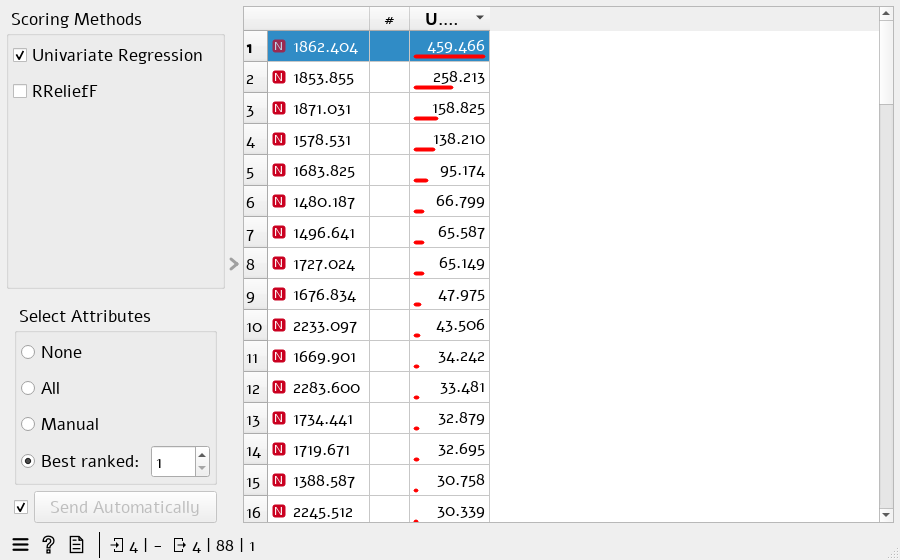 Scoring Methods
Univariate Regression
RReliefF
Select Attributes
None
All
Manual
Best ranked: 1
Send Automatically
4 | - 4 | 88 | 1
# U....
1 N 1862.404 459.466
2 N 1853.855 258.213
3 N 1871.031 158.825
4 N 1578.531 138.210
5 N 1683.825 95.174
6 N 1480.187 66.799
7 N 1496.641 65.587
8 N 1727.024 65.149
9 N 1676.834 47.975
10 N 2233.097 43.506
11 N 1669.901 34.242
12 N 2283.600 33.481
13 N 1734.441 32.879
14 N 1719.671 32.695
15 N 1388.587 30.758
16 N 2245.512 30.339